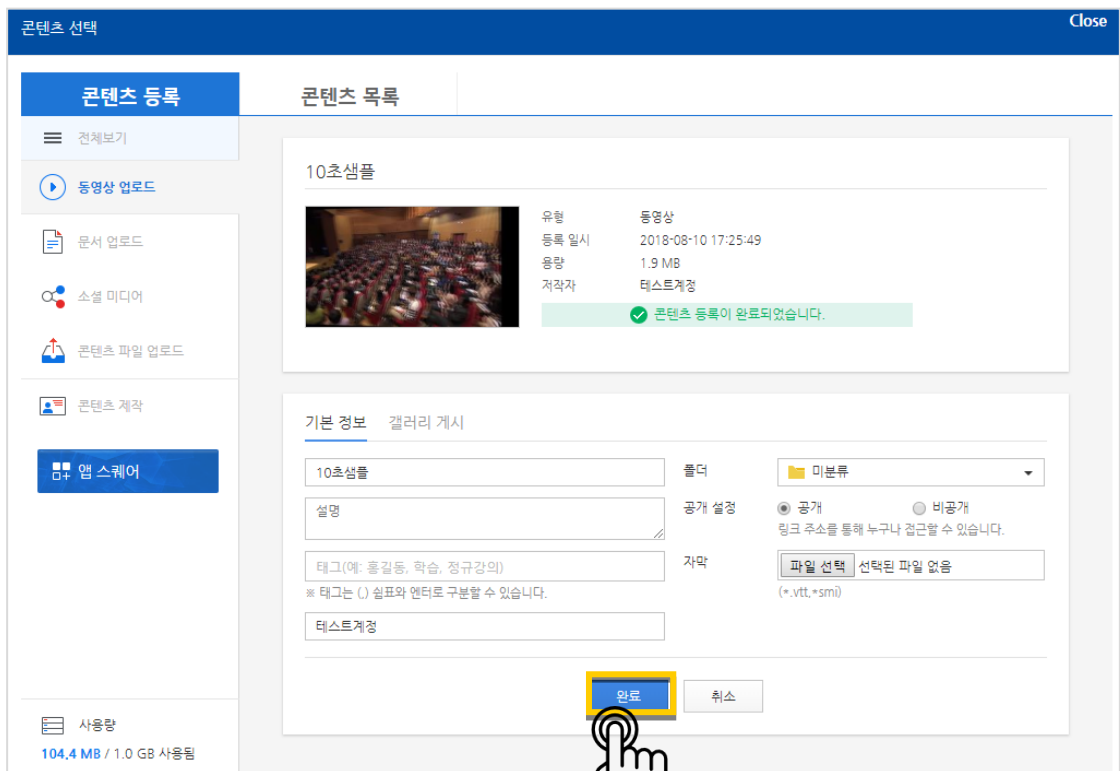 콘텐츠 선택
Close
콘텐츠 등록
콘텐츠 목록
전체보기
동영상 업로드
문서 업로드
소셜 미디어
콘텐츠 파일 업로드
콘텐츠 제작
앱 스퀘어
사용량
104.4 MB / 1.0 GB 사용됨
10초샘플
유형 동영상
등록 일시 2018-08-10 17:25:49
용량 1.9 MB
저작자 테스트계정
콘텐츠 등록이 완료되었습니다.
기본 정보 갤러리 게시
10초샘플
설명
태그(예: 홍길동, 학습, 정규강의)
※ 태그는 (,) 쉼표와 엔터로 구분할 수 있습니다.
테스트계정
폴더 미분류
공개 설정 공개 비공개
링크 주소를 통해 누구나 접근할 수 있습니다.
자막 파일 선택 선택된 파일 없음
(*.vtt,*smi)
완료 취소